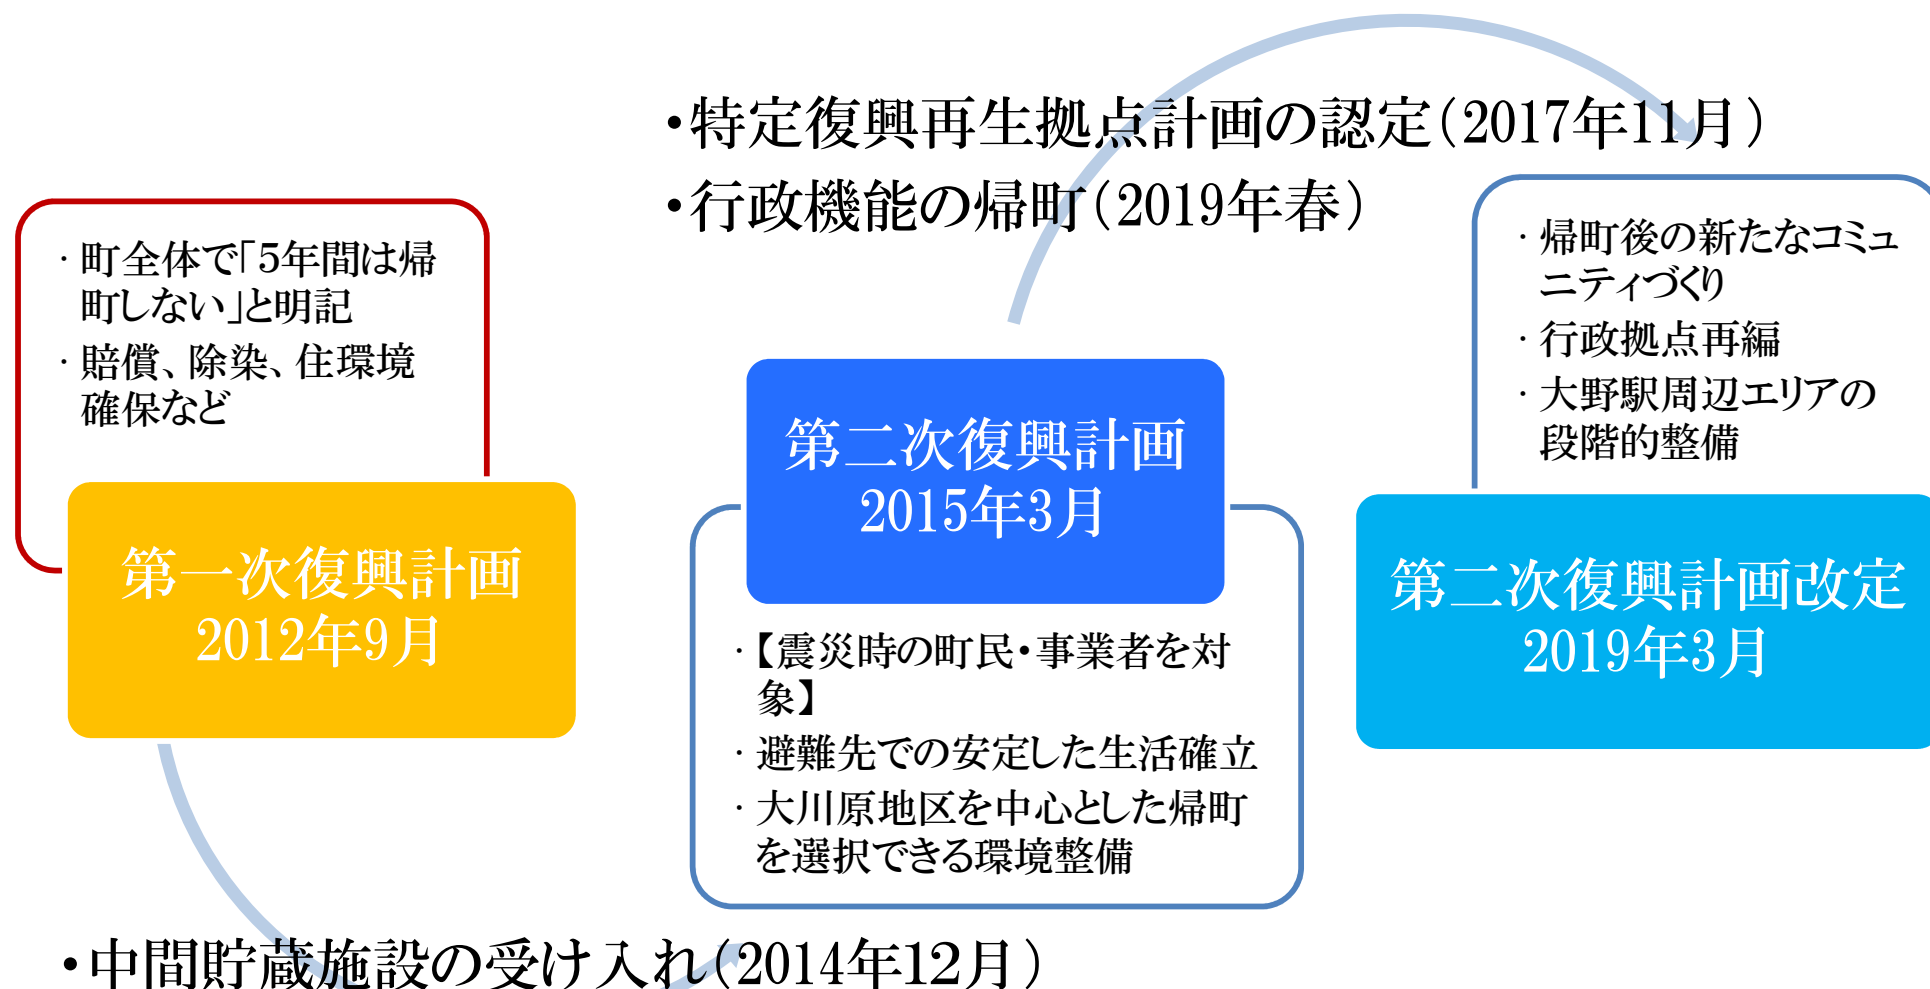 ・特定復興再生拠点計画の認定（2017年11月）
・行政機能の帰町（2019年春）
・町全体で「5年間は帰
町しない」と明記
・賠償、除染、住環境
確保など
第一次復興計画
2012年9月
第二次復興計画
2015年3月
・【震災時の町民・事業者を対
象】
・避難先での安定した生活確立
・大川原地区を中心とした帰町
を選択できる環境整備
・帰町後の新たなコミュ
ニティづくり
・行政拠点再編
・大野駅周辺エリアの
段階的整備
第二次復興計画改定
2019年3月
・中間貯蔵施設の受け入れ（2014年12月）